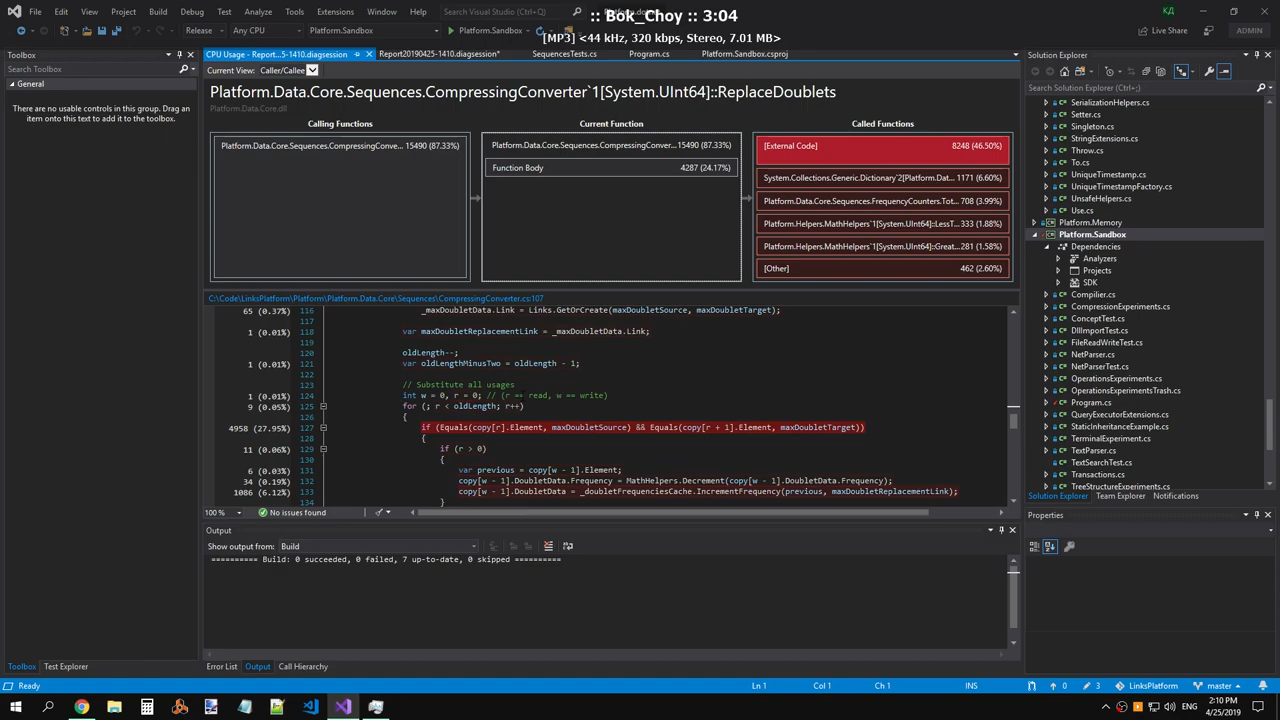 :: Bok_Choy :: 3:04
[MP3] <44 kHz, 320 kbps, Stereo, 7.01 MB>
File Edit View Project Build Debug Test Analyze Tools Extensions Window Help Search Visual Studio (Ctrl+Q) КД
Release Any CPU Platform.Sandbox Platform.Sandbox Live Share ADMIN
Toolbox
Search Toolbox
General
There are no usable controls in this group. Drag an item onto this text to add it to the toolbox.
CPU Usage - Report...5-1410.diagsession Report20190425-1410.diagsession* SequencesTests.cs Program.cs Platform.Sandbox.csproj
Current View: Caller/Callee
Platform.Data.Core.Sequences.CompressingConverter`1[System.UInt64]::ReplaceDoublets
Platform.Data.Core.dll
Calling Functions
Platform.Data.Core.Sequences.CompressingConve... 15490 (87.33%)
Current Function
Platform.Data.Core.Sequences.CompressingConver... 15490 (87.33%)
Function Body 4287 (24.17%)
Called Functions
[External Code] 8248 (46.50%)
System.Collections.Generic.Dictionary`2[Platform.Dat... 1171 (6.60%)
Platform.Data.Core.Sequences.FrequencyCounters.Tot... 708 (3.99%)
Platform.Helpers.MathHelpers`1[System.UInt64]::LessT... 333 (1.88%)
Platform.Helpers.MathHelpers`1[System.UInt64]::Great... 281 (1.58%)
[Other] 462 (2.60%)
C:\Code\LinksPlatform\Platform\Platform.Data.Core\Sequences\CompressingConverter.cs:107
65 (0.37%) 116 _maxDoubletData.Link = Links.GetOrCreate(maxDoubletSource, maxDoubletTarget);
117
1 (0.01%) 118 var maxDoubletReplacementLink = _maxDoubletData.Link;
119
120 oldLength--;
1 (0.01%) 121 var oldLengthMinusTwo = oldLength - 1;
122
123 // Substitute all usages
1 (0.01%) 124 int w = 0, r = 0; // (r == read, w == write)
9 (0.05%) 125 for (; r < oldLength; r++)
126 {
4958 (27.95%) 127 if (Equals(copy[r].Element, maxDoubletSource) && Equals(copy[r + 1].Element, maxDoubletTarget))
128 {
11 (0.06%) 129 if (r > 0)
130 {
6 (0.03%) 131 var previous = copy[w - 1].Element;
34 (0.19%) 132 copy[w - 1].DoubletData.Frequency = MathHelpers.Decrement(copy[w - 1].DoubletData.Frequency);
1086 (6.12%) 133 copy[w - 1].DoubletData = _doubletFrequenciesCache.IncrementFrequency(previous, maxDoubletReplacementLink);
134 }
100 % No issues found
Output
Show output from: Build
========== Build: 0 succeeded, 0 failed, 7 up-to-date, 0 skipped ==========
Toolbox Test Explorer
Error List Output Call Hierarchy
Solution Explorer
Search Solution Explorer (Ctrl+;)
SerializationHelpers.cs
Setter.cs
Singleton.cs
StringExtensions.cs
Throw.cs
To.cs
UniqueTimestamp.cs
UniqueTimestampFactory.cs
UnsafeHelpers.cs
Use.cs
Platform.Memory
Platform.Sandbox
Dependencies
Analyzers
Projects
SDK
Compilier.cs
CompressionExperiments.cs
ConceptTest.cs
DllImportTest.cs
FileReadWriteTest.cs
NetParser.cs
NetParserTest.cs
OperationsExperiments.cs
OperationsExperimentsTrash.cs
Program.cs
QueryExecutorExtensions.cs
StaticInheritanceExample.cs
TerminalExperiment.cs
TextParser.cs
TextSearchTest.cs
Transactions.cs
TreeStructureExperiments.cs
Solution Explorer Team Explorer Notifications
Properties
Ready Ln 1 Col 1 Ch 1 INS 0 3 LinksPlatform master
ENG 2:10 PM
4/25/2019